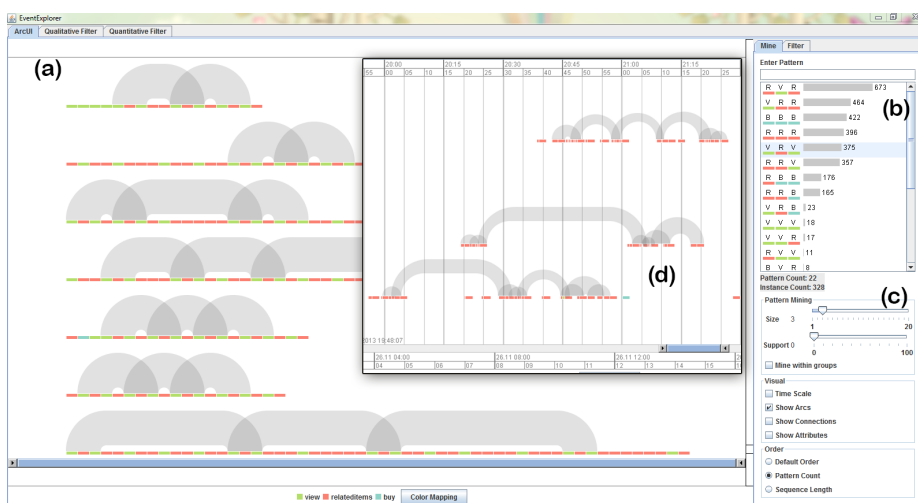 EventExplorer
ArcUI Qualitative Filter Quantitative Filter
(a)
20:00 20:15 20:30 20:45 21:00 21:15
55 00 05 10 15 20 25 30 35 40 45 50 55 00 05 10 15 20 25
(d)
2013 19:48:07
26.11 04:00 26.11 08:00 26.11 12:00
04 05 06 07 08 09 10 11 12 13 14 15
view relateditems buy Color Mapping
Mine Filter
Enter Pattern
R V R 673
(b)
V R R 464
B B B 422
R R R 396
V R V 375
R R V 357
R B B 176
R R B 165
V R B 23
V V V 18
V V R 17
R V V 11
B V R 8
Pattern Count: 22
Instance Count: 328
(c)
Pattern Mining
Size 3
1 20
Support 0
0 100
Mine within groups
Visual
Time Scale
Show Arcs
Show Connections
Show Attributes
Order
Default Order
Pattern Count
Sequence Length